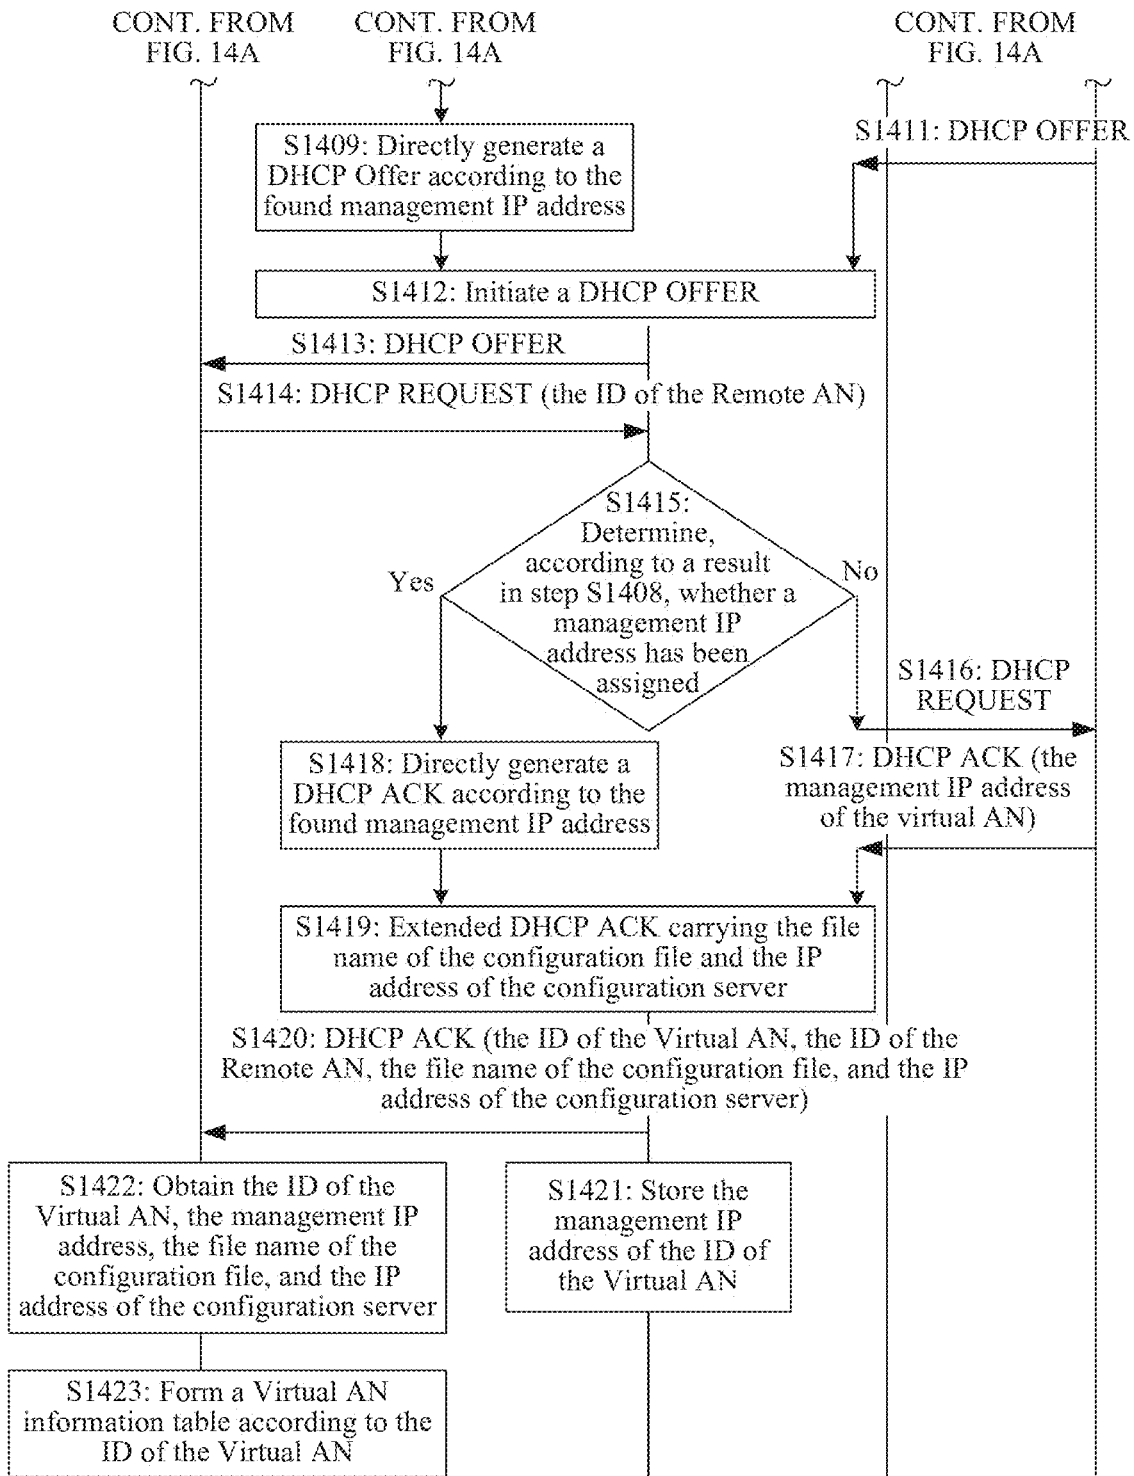 CONT. FROM
FIG. 14A
CONT. FROM
FIG. 14A
CONT. FROM
FIG. 14A
S1409: Directly generate a
DHCP Offer according to the
found management IP address
S1411: DHCP OFFER
S1412: Initiate a DHCP OFFER
S1413: DHCP OFFER
S1414: DHCP REQUEST (the ID of the Remote AN)
S1415:
Determine,
according to a result
in step S1408, whether a
management IP
address has been
assigned
Yes
No
S1416: DHCP
REQUEST
S1417: DHCP ACK (the
management IP address
of the virtual AN)
S1418: Directly generate a
DHCP ACK according to the
found management IP address
S1419: Extended DHCP ACK carrying the file
name of the configuration file and the IP
address of the configuration server
S1420: DHCP ACK (the ID of the Virtual AN, the ID of the
Remote AN, the file name of the configuration file, and the IP
address of the configuration server)
S1422: Obtain the ID of the
Virtual AN, the management IP
address, the file name of the
configuration file, and the IP
address of the configuration server
S1421: Store the
management IP
address of the ID of
the Virtual AN
S1423: Form a Virtual AN
information table according to the
ID of the Virtual AN